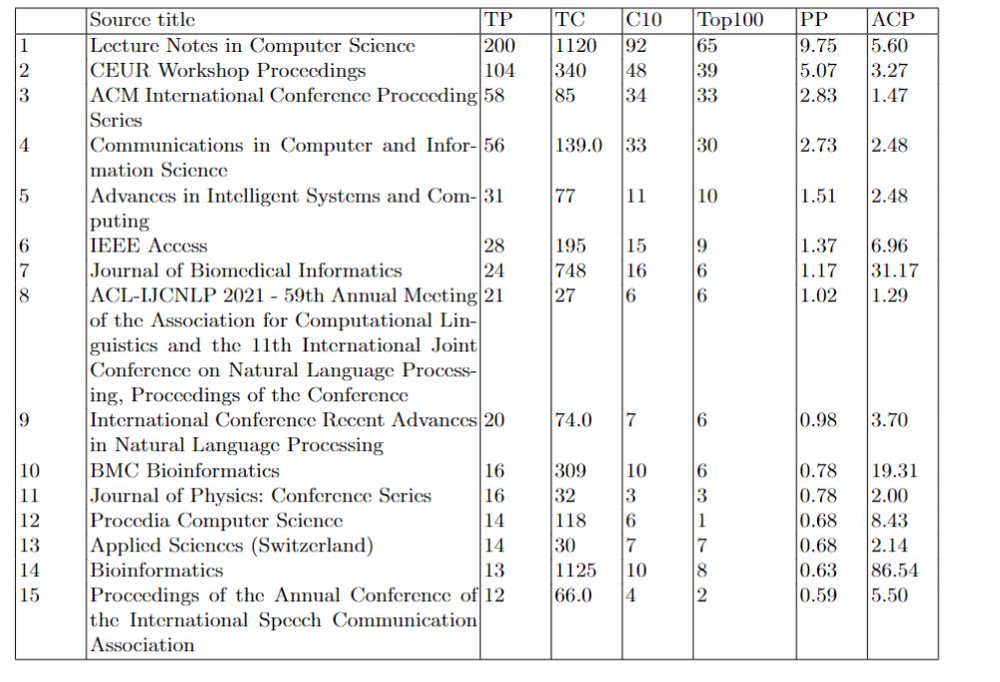 Source title TP TC C10 Top100 PP ACP
1 Lecture Notes in Computer Science 200 1120 92 65 9.75 5.60
2 CEUR Workshop Proceedings 104 340 48 39 5.07 3.27
3 ACM International Conference Proceeding 58 85 34 33 2.83 1.47
Series
4 Communications in Computer and Infor- 56 139.0 33 30 2.73 2.48
mation Science
5 Advances in Intelligent Systems and Com- 31 77 11 10 1.51 2.48
puting
6 IEEE Access 28 195 15 9 1.37 6.96
7 Journal of Biomedical Informatics 24 748 16 6 1.17 31.17
8 ACL-IJCNLP 2021 - 59th Annual Meeting 21 27 6 6 1.02 1.29
of the Association for Computational Lin-
guistics and the 11th International Joint
Conference on Natural Language Process-
ing, Proceedings of the Conference
9 International Conference Recent Advances 20 74.0 7 6 0.98 3.70
in Natural Language Processing
10 BMC Bioinformatics 16 309 10 6 0.78 19.31
11 Journal of Physics: Conference Series 16 32 3 3 0.78 2.00
12 Procedia Computer Science 14 118 6 1 0.68 8.43
13 Applied Sciences (Switzerland) 14 30 7 7 0.68 2.14
14 Bioinformatics 13 1125 10 8 0.63 86.54
15 Proceedings of the Annual Conference of 12 66.0 4 2 0.59 5.50
the International Speech Communication
Association